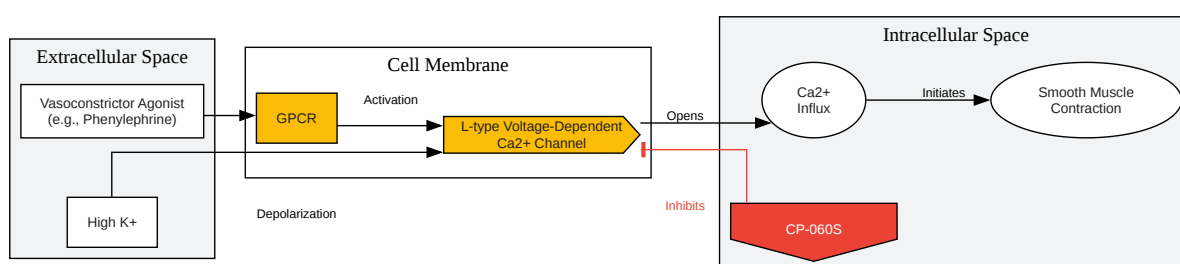 Extracellular Space
Vasoconstrictor Agonist
(e.g., Phenylephrine)
High K+
Cell Membrane
GPCR
Activation
L-type Voltage-Dependent
Ca2+ Channel
Depolarization
Opens
Inhibits
Intracellular Space
Ca2+
Influx
Initiates
Smooth Muscle
Contraction
CP-060S